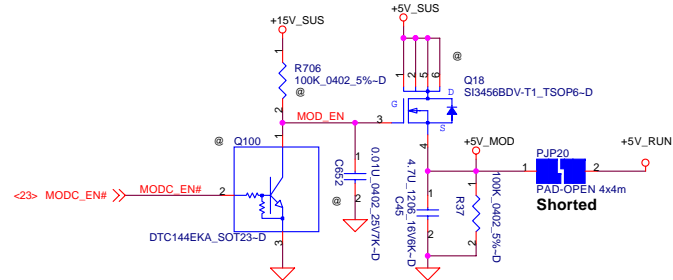 +15V_SUS
+5V_SUS
1
R706
100K_0402_5%~D
@
2
MOD_EN
@
1
2
5
6
Q18
SI3456BDV-T1_TSOP6~D
D
G
S
3
4
@
Q100
1
<23> MODC_EN#
MODC_EN#
2
3
DTC144EKA_SOT23~D
1
2
C652
0.01U_0402_25V7K~D
@
+5V_MOD
1
2
C45
4.7U_1206_16V6K~D
1
2
R37
100K_0402_5%~D
1
PJP20
2
+5V_RUN
PAD-OPEN 4x4m
Shorted